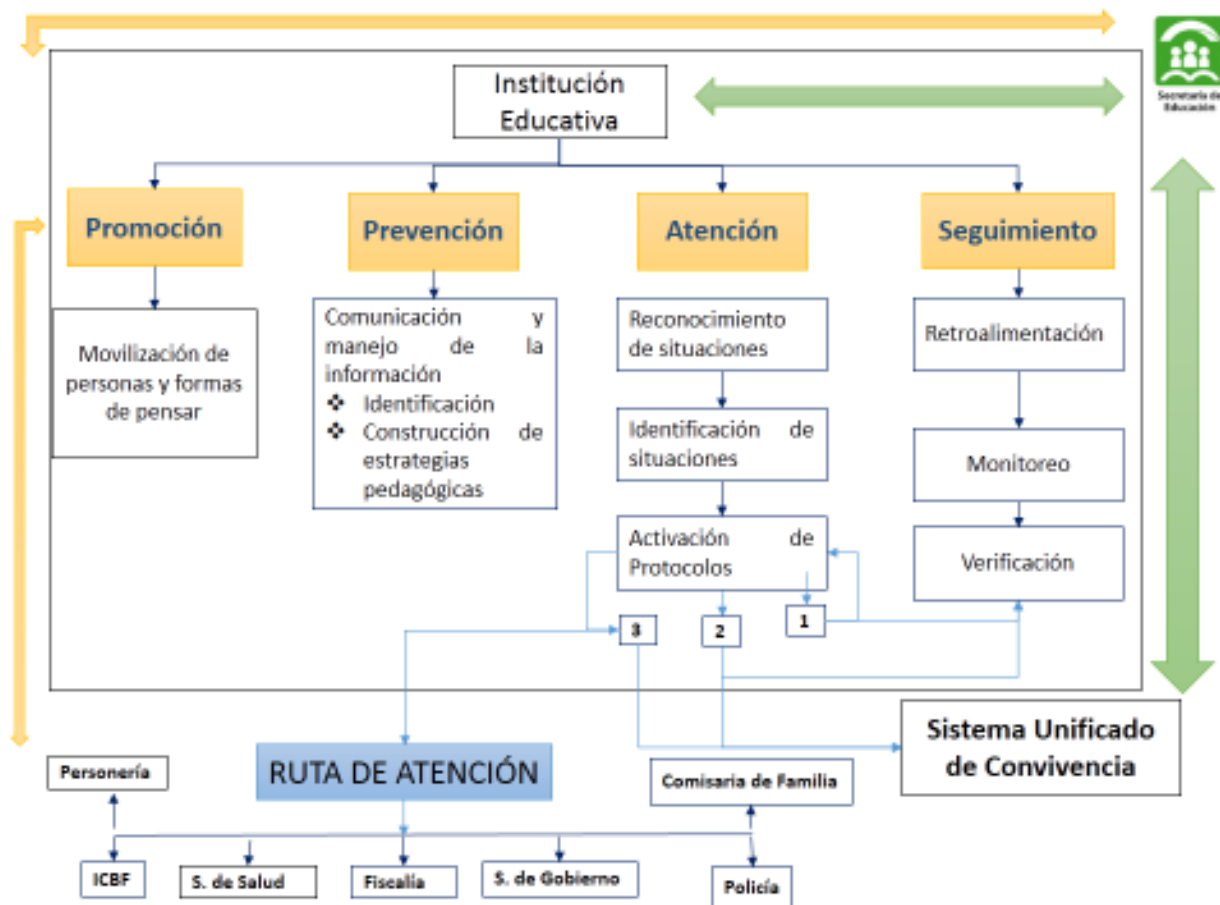 Secretaría de
Educación
Institución
Educativa
Promoción
Prevención
Atención
Seguimiento
Movilización de
personas y formas
de pensar
Comunicación y
manejo de la
información
❖ Identificación
❖ Construcción de
estrategias
pedagógicas
Reconocimiento
de situaciones
Identificación de
situaciones
Activación de
Protocolos
3
2
1
Retroalimentación
Monitoreo
Verificación
Sistema Unificado
de Convivencia
RUTA DE ATENCIÓN
Personería
Comisaria de Familia
ICBF
S. de Salud
Fiscalía
S. de Gobierno
Policía